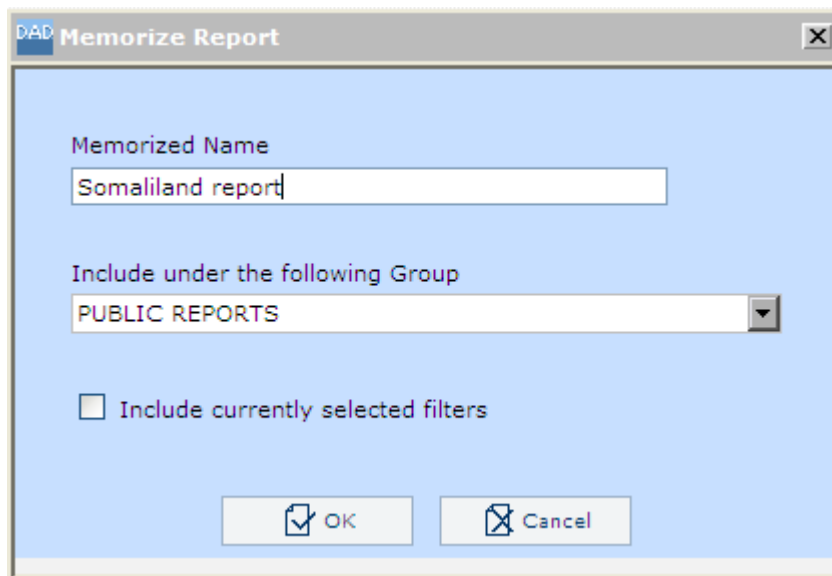 DAD Memorize Report
Memorized Name
Somaliland report
Include under the following Group
PUBLIC REPORTS
Include currently selected filters
OK Cancel